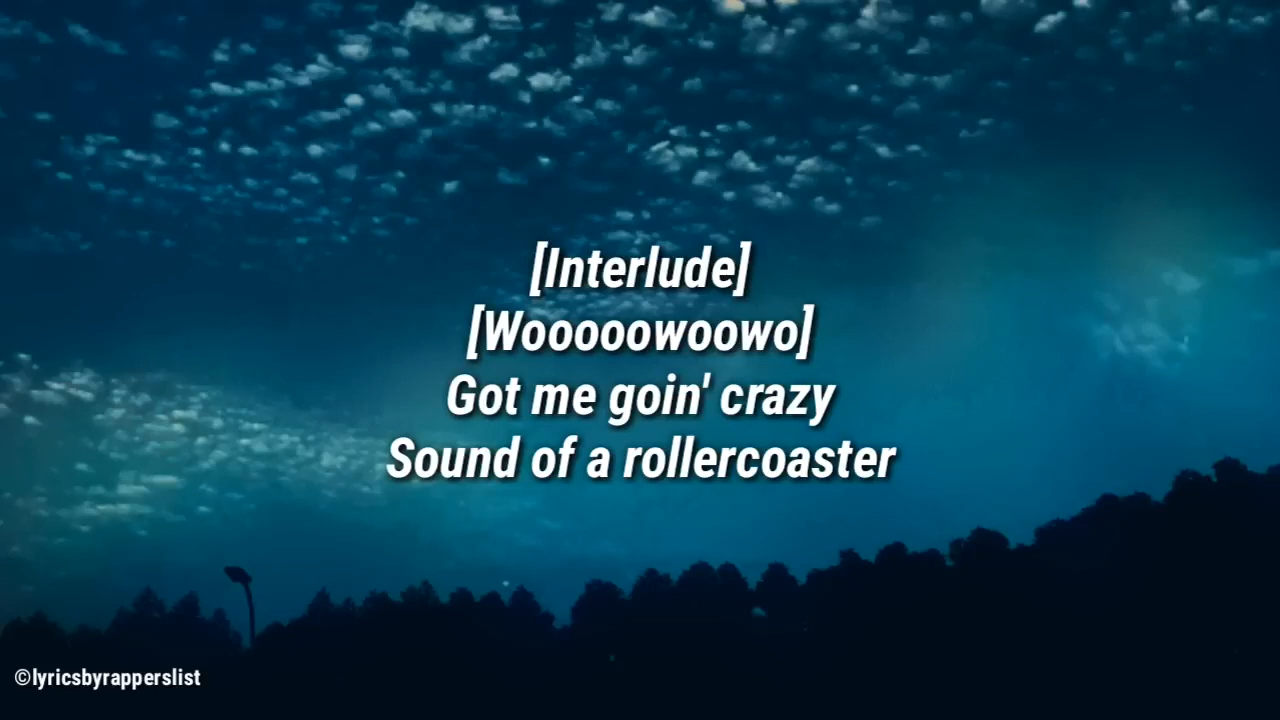 [Interlude]
[Wooooowoowo]
Got me goin' crazy
Sound of a rollercoaster
©lyricsbyrapperslist